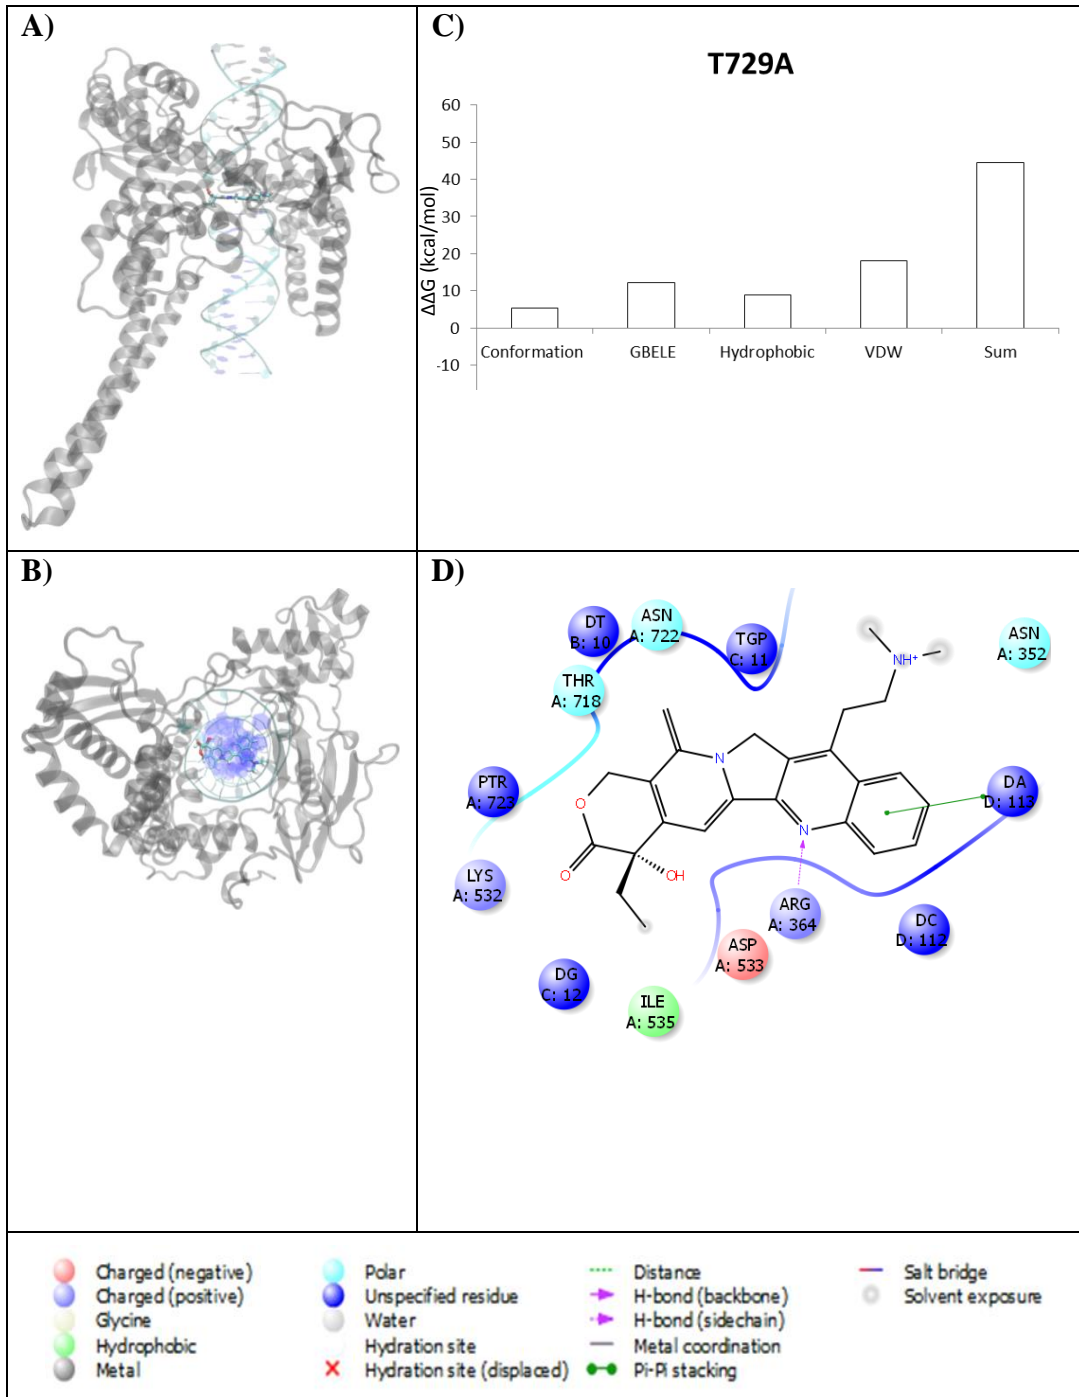 A)
C)
T729A
ΔΔG (kcal/mol)
60
50
40
30
20
10
0
-10
Conformation
GBELE
Hydrophobic
VDW
Sum
B)
D)
DT
B: 10
ASN
A: 722
TGP
C: 11
NH+
ASN
A: 352
THR
A: 718
N
PTR
A: 723
DA
D: 113
O
N
LYS
A: 532
O
OH
ARG
A: 364
DC
D: 112
ASP
A: 533
DG
C: 12
ILE
A: 535
Charged (negative)
Charged (positive)
Glycine
Hydrophobic
Metal
Polar
Unspecified residue
Water
Hydration site
Hydration site (displaced)
Distance
H-bond (backbone)
H-bond (sidechain)
Metal coordination
Pi-Pi stacking
Salt bridge
Solvent exposure